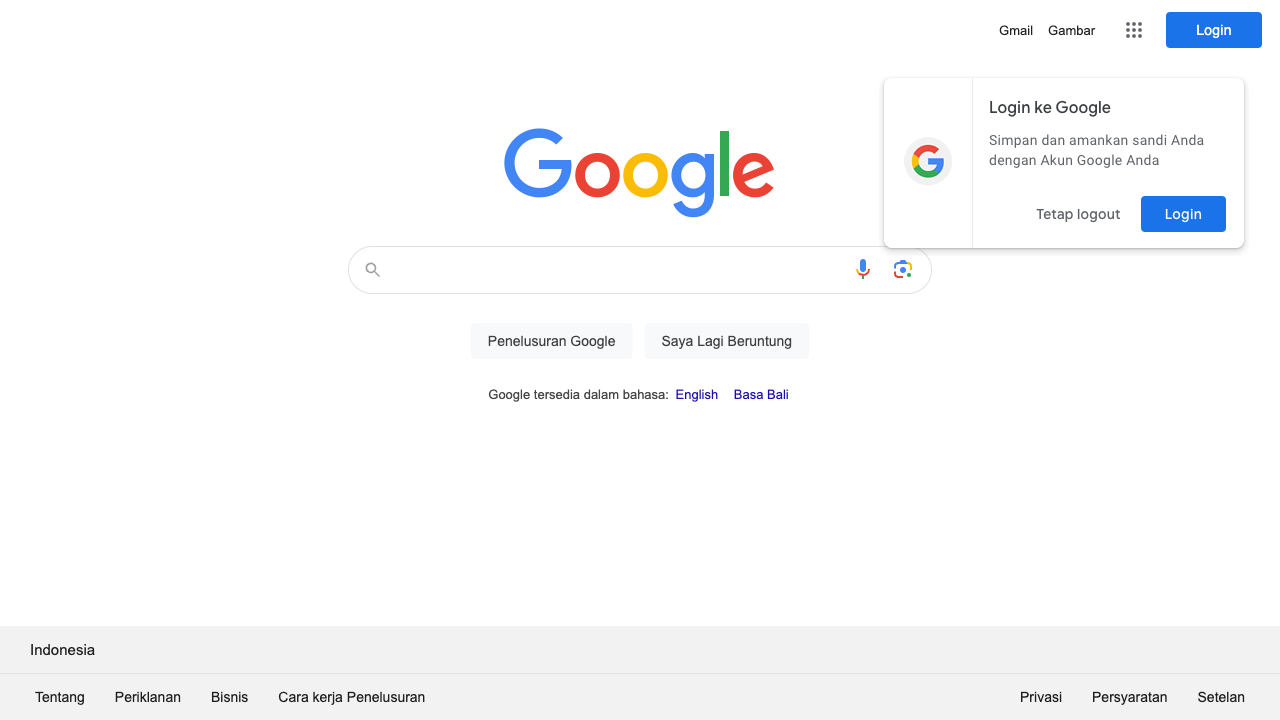 Gmail Gambar Login
Login ke Google
Simpan dan amankan sandi Anda
dengan Akun Google Anda
Tetap logout Login
Google
Penelusuran Google Saya Lagi Beruntung
Google tersedia dalam bahasa: English Basa Bali
Indonesia
Tentang Periklanan Bisnis Cara kerja Penelusuran Privasi Persyaratan Setelan